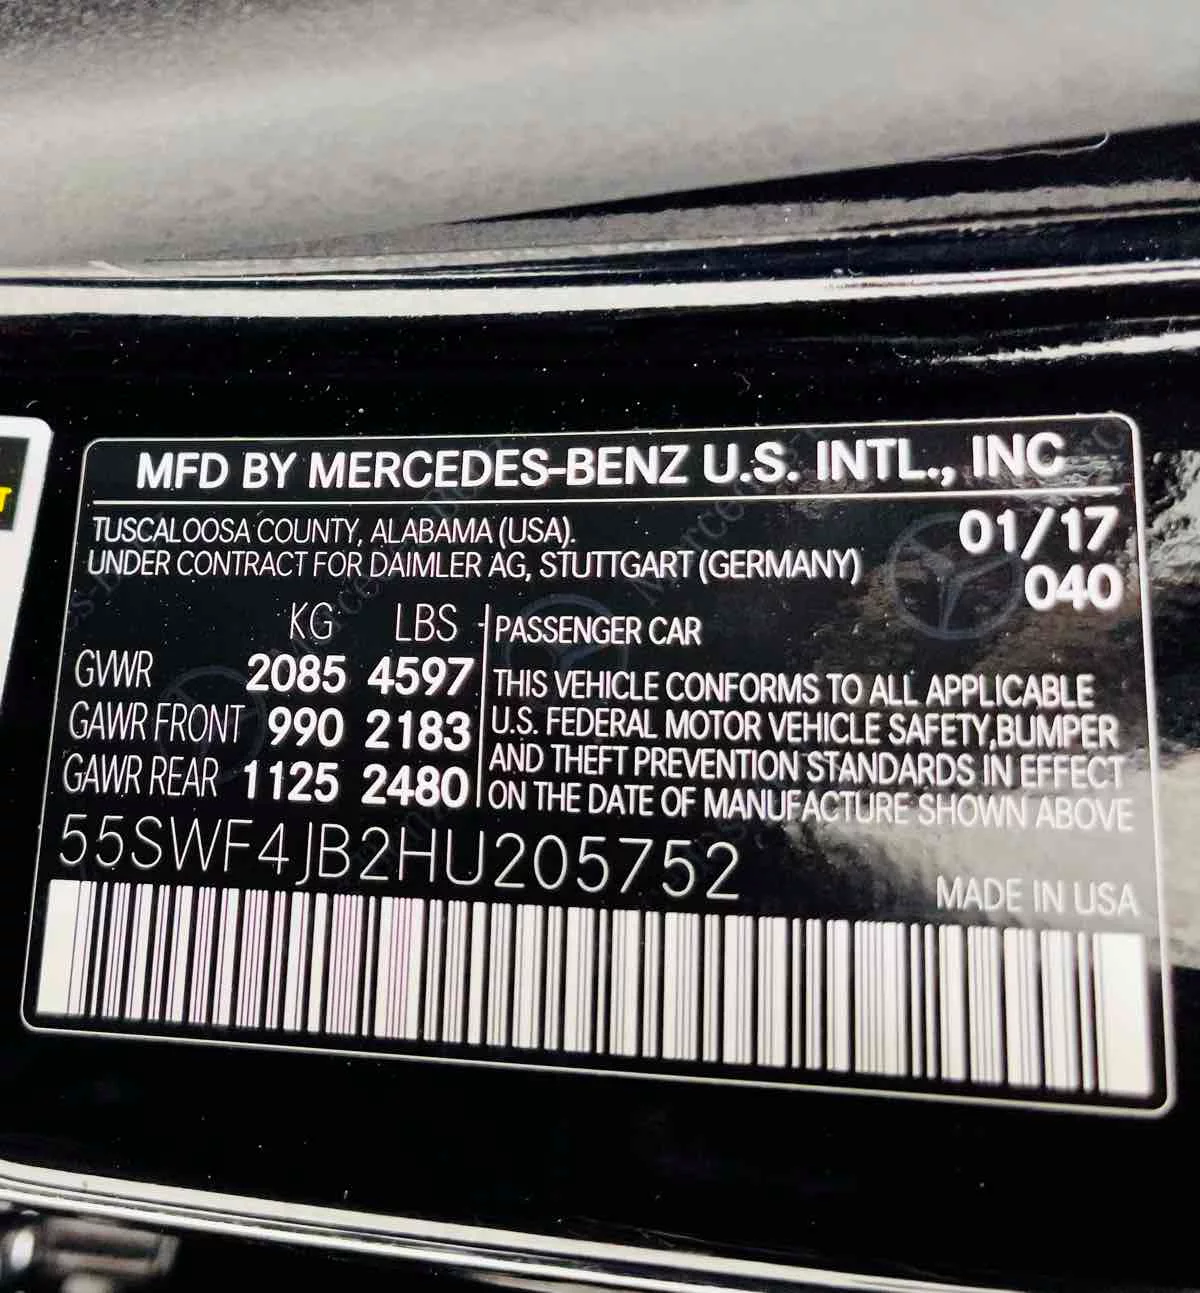 MFD BY MERCEDES-BENZ U.S. INTL., INC
TUSCALOOSA COUNTY, ALABAMA (USA). 01/17
UNDER CONTRACT FOR DAIMLER AG, STUTTGART (GERMANY) 040
KG LBS PASSENGER CAR
GVWR 2085 4597
GAWR FRONT 990 2183
GAWR REAR 1125 2480
THIS VEHICLE CONFORMS TO ALL APPLICABLE
U.S. FEDERAL MOTOR VEHICLE SAFETY,BUMPER
AND THEFT PREVENTION STANDARDS IN EFFECT
ON THE DATE OF MANUFACTURE SHOWN ABOVE
55SWF4JB2HU205752
MADE IN USA